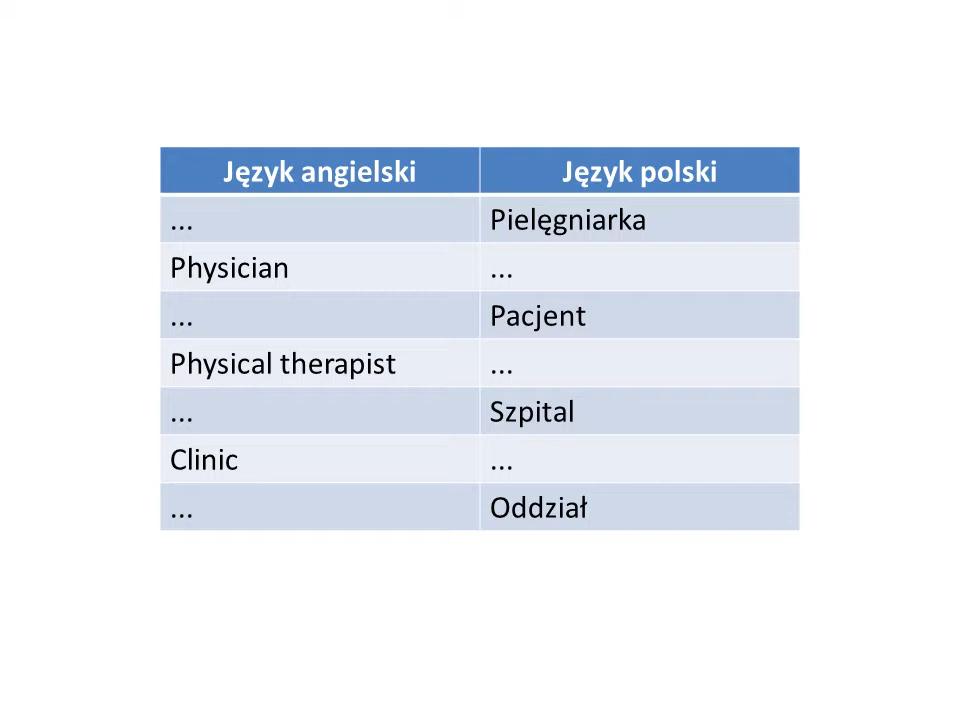 Język angielski Język polski
... Pielęgniarka
Physician ...
... Pacjent
Physical therapist ...
... Szpital
Clinic ...
... Oddział